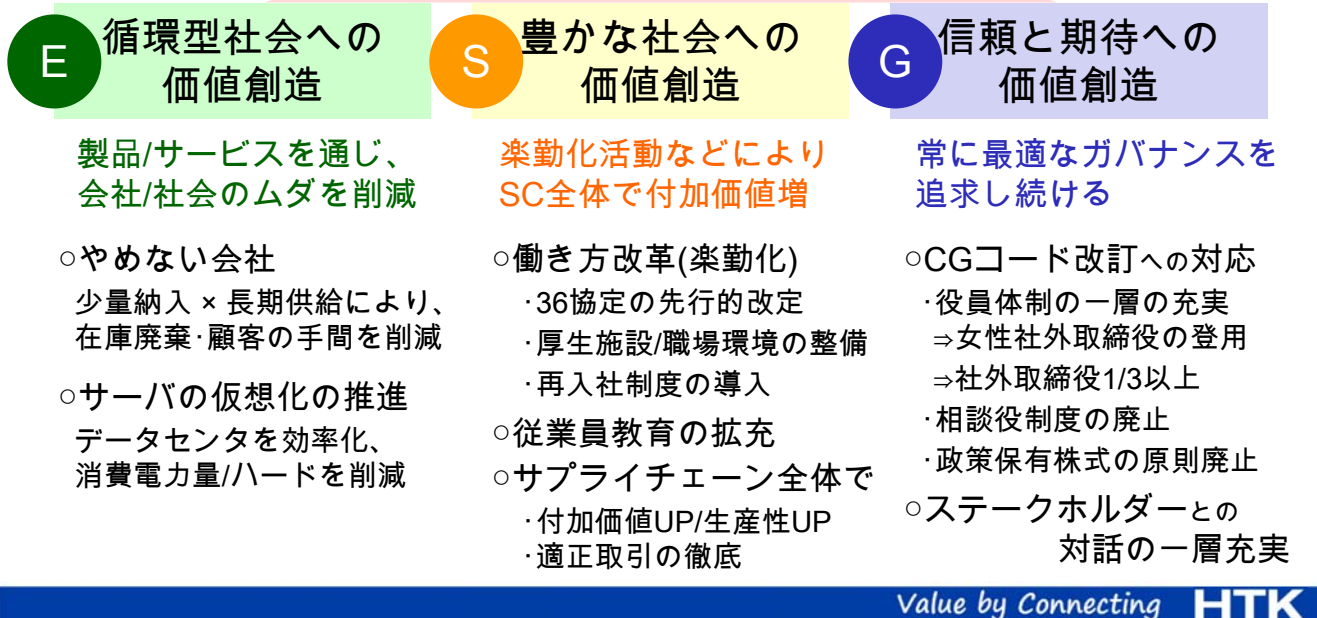 E
循環型社会への
価値創造
製品/サービスを通じ、
会社/社会のムダを削減
○やめない会社
少量納入 × 長期供給により、
在庫廃棄･顧客の手間を削減
○サーバの仮想化の推進
データセンタを効率化、
消費電力量/ハードを削減
S
豊かな社会への
価値創造
楽勤化活動などにより
SC全体で付加価値増
○働き方改革(楽勤化)
･36協定の先行的改定
･厚生施設/職場環境の整備
･再入社制度の導入
○従業員教育の拡充
○サプライチェーン全体で
･付加価値UP/生産性UP
･適正取引の徹底
G
信頼と期待への
価値創造
常に最適なガバナンスを
追求し続ける
○CGコード改訂への対応
･役員体制の一層の充実
⇒女性社外取締役の登用
⇒社外取締役1/3以上
･相談役制度の廃止
･政策保有株式の原則廃止
○ステークホルダーとの
対話の一層充実
Value by Connecting HTK